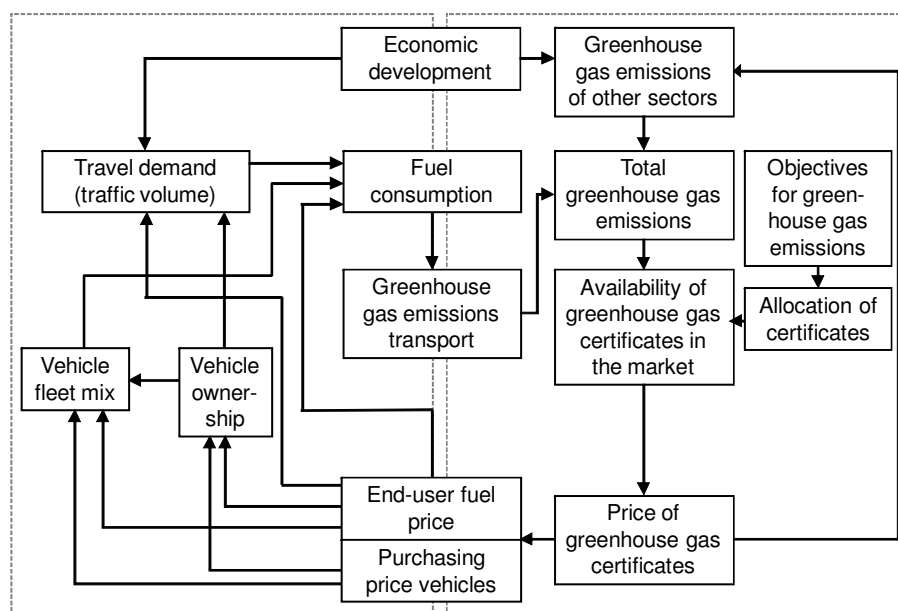 Economic
development
Greenhouse
gas emissions
of other sectors
Travel demand
(traffic volume)
Fuel
consumption
Total
greenhouse gas
emissions
Objectives
for green-
house gas
emissions
Greenhouse
gas emissions
transport
Availability of
greenhouse gas
certificates in
the market
Allocation of
certificates
Vehicle
fleet mix
Vehicle
owner-
ship
End-user fuel
price
Purchasing
price vehicles
Price of
greenhouse gas
certificates